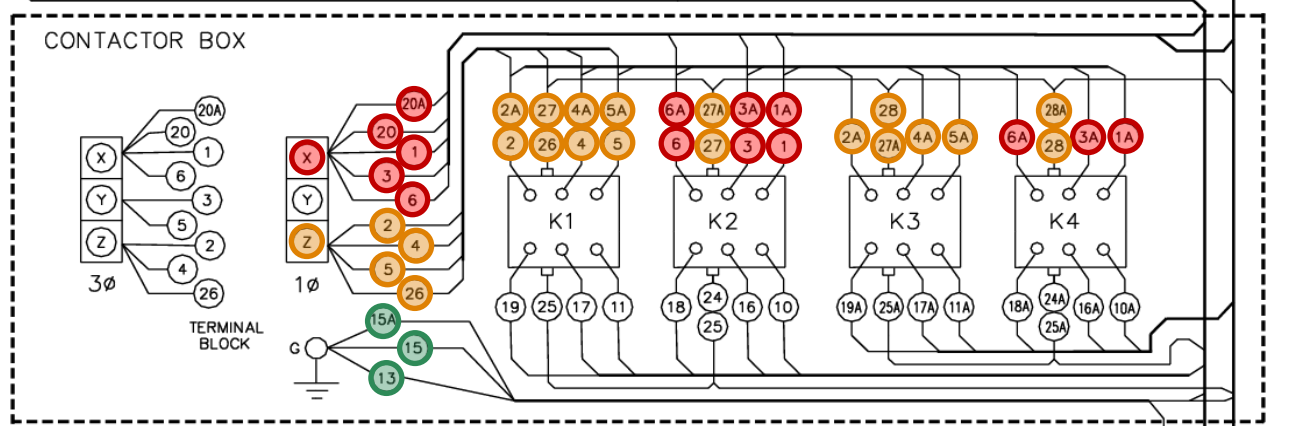 CONTACTOR BOX
20A
20
X
1
6
Y
3
5
Z
2
4
26
3ø
TERMINAL
BLOCK
20A
20
X
1
3
Y
6
2
Z
4
5
26
1ø
15A
G
15
13
2A 27 4A 5A
2 26 4 5
K1
19 25 17 11
6A 27A 3A 1A
6 27 3 1
K2
18 24 16 10
25
28
2A 27A 4A 5A
K3
19A 25A 17A 11A
28A
6A 28 3A 1A
K4
18A 24A 16A 10A
25A